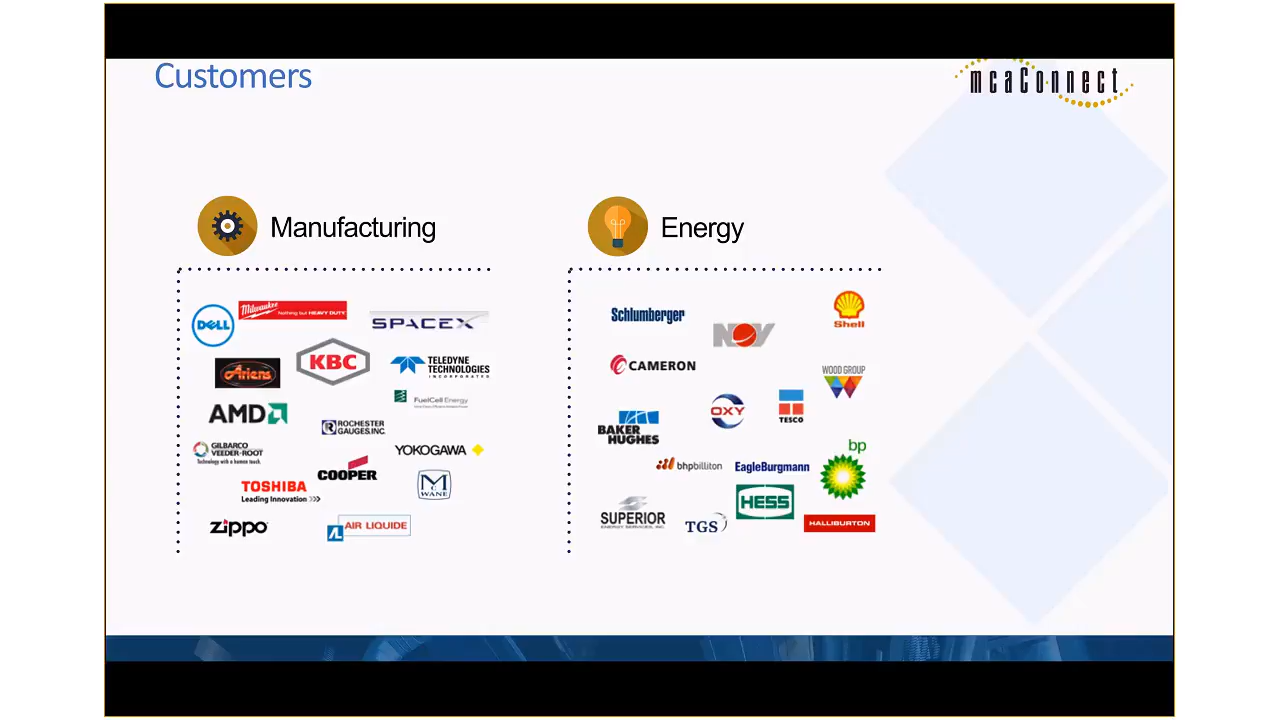 Customers
mcaConnect
Manufacturing
DELL
Milwaukee
Nothing but HEAVY DUTY
SPACEX
Ariens
KBC
TELEDYNE
TECHNOLOGIES
INCORPORATED
AMD
FuelCell Energy
ROCHESTER
GAUGES, INC.
GILBARCO
VEEDER-ROOT
Technology with a human touch.
YOKOGAWA
COOPER
TOSHIBA
Leading Innovation >>>
MCWANE
zippo
AL AIR LIQUIDE
Energy
Schlumberger
NOV
Shell
CAMERON
WOOD GROUP
OXY
TESCO
BAKER
HUGHES
bhpbilliton
EagleBurgmann
bp
HESS
SUPERIOR
ENERGY SERVICES, INC.
TGS
HALLIBURTON